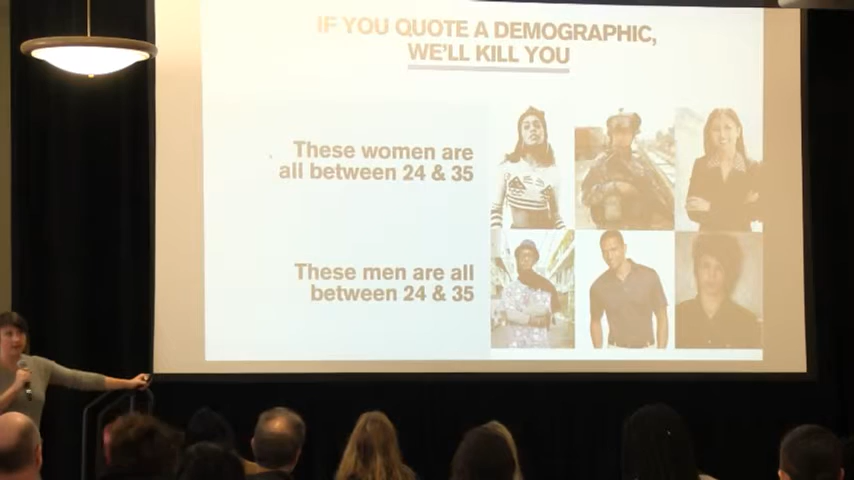 IF YOU QUOTE A DEMOGRAPHIC,
WE'LL KILL YOU
These women are
all between 24 & 35
These men are all
between 24 & 35